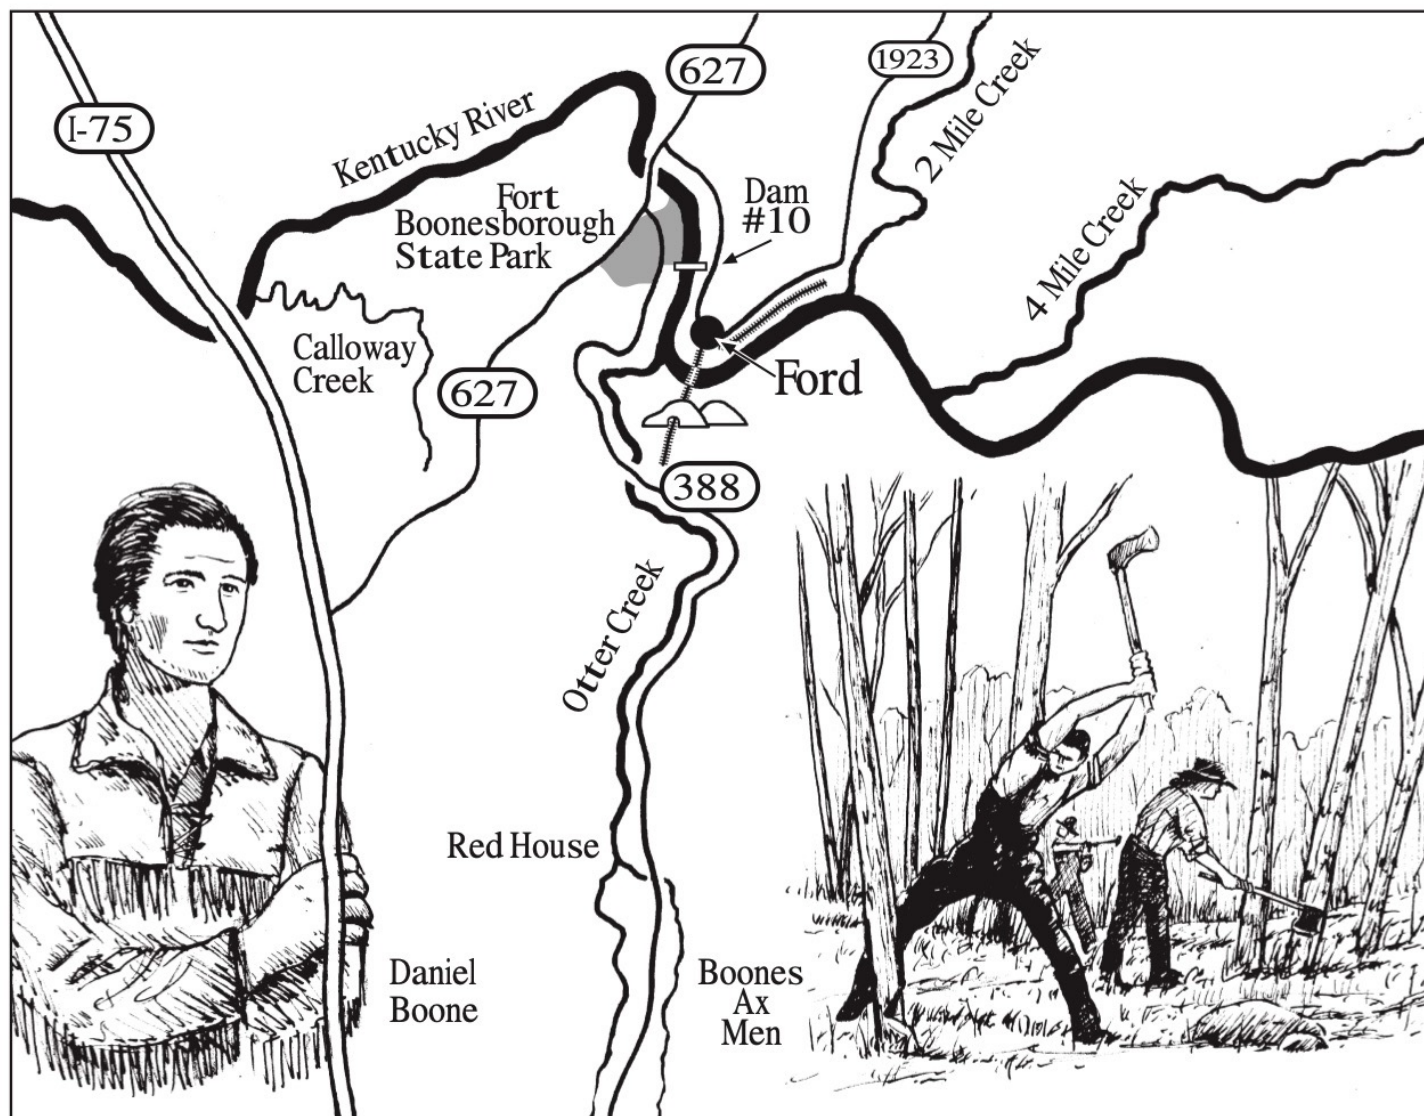 627
1923
I-75
Kentucky River
2 Mile Creek
Fort
Boonesborough
State Park
Dam
#10
4 Mile Creek
Calloway
Creek
627
Ford
388
Otter Creek
Red House
Daniel
Boone
Boones
Ax
Men